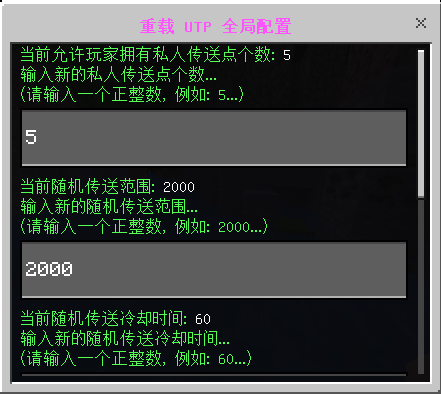 重载 UTP 全局配置
当前允许玩家拥有私人传送点个数: 5
输入新的私人传送点个数...
(请输入一个正整数, 例如: 5...)
5
当前随机传送范围: 2000
输入新的随机传送范围...
(请输入一个正整数, 例如: 2000...)
2000
当前随机传送冷却时间: 60
输入新的随机传送冷却时间...
(请输入一个正整数, 例如: 60...)